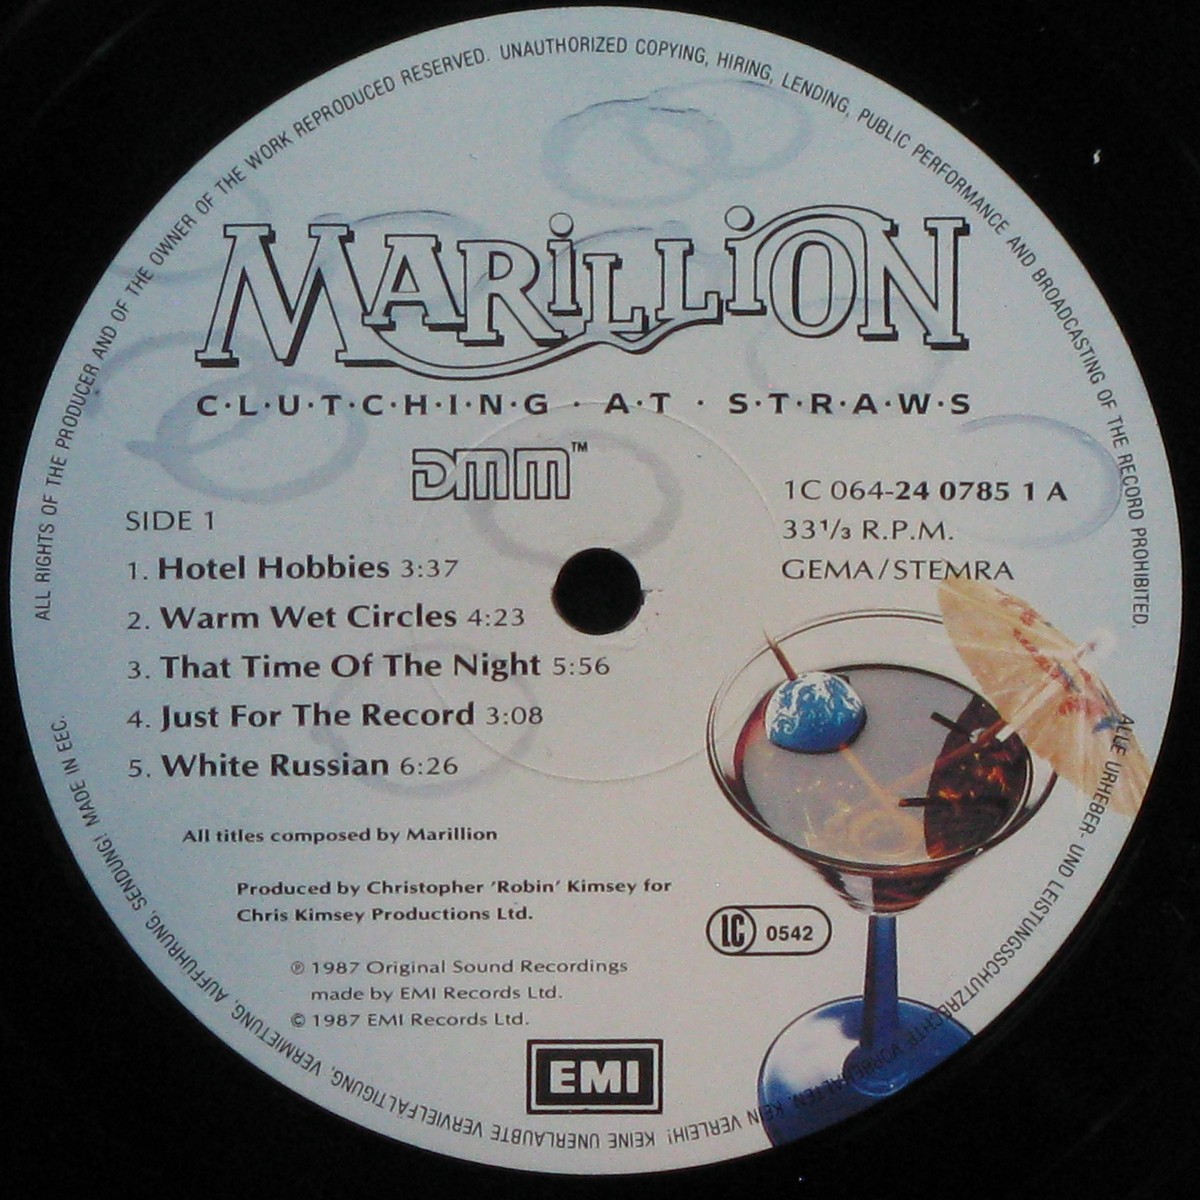 ALL RIGHTS OF THE PRODUCER AND OF THE OWNER OF THE WORK REPRODUCED RESERVED. UNAUTHORIZED COPYING, HIRING, LENDING, PUBLIC PERFORMANCE AND BROADCASTING OF THE RECORD PROHIBITED.
MARILLION
C·L·U·T·C·H·I·N·G · A·T · S·T·R·A·W·S
DMM™
1C 064-24 0785 1 A
33⅓ R.P.M.
GEMA/STEMRA
SIDE 1
1. Hotel Hobbies 3:37
2. Warm Wet Circles 4:23
3. That Time Of The Night 5:56
4. Just For The Record 3:08
5. White Russian 6:26
All titles composed by Marillion
Produced by Christopher 'Robin' Kimsey for
Chris Kimsey Productions Ltd.
LC 0542
℗ 1987 Original Sound Recordings
made by EMI Records Ltd.
© 1987 EMI Records Ltd.
EMI
ALLE URHEBER- UND LEISTUNGSSCHUTZRECHTE VORBEHALTEN. KEIN VERLEIH! KEINE UNERLAUBTE VERVIELFÄLTIGUNG, VERMIETUNG, AUFFÜHRUNG, SENDUNG! MADE IN EEC.